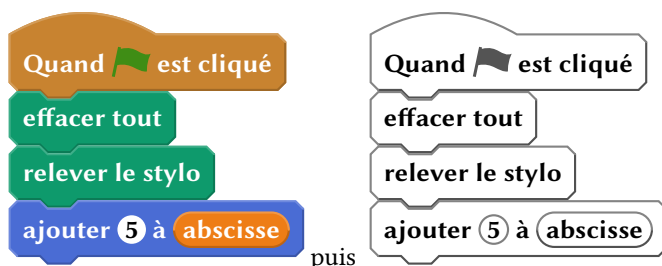 Quand est cliqué
effacer tout
relever le stylo
ajouter 5 à abscisse
puis
Quand est cliqué
effacer tout
relever le stylo
ajouter 5 à abscisse